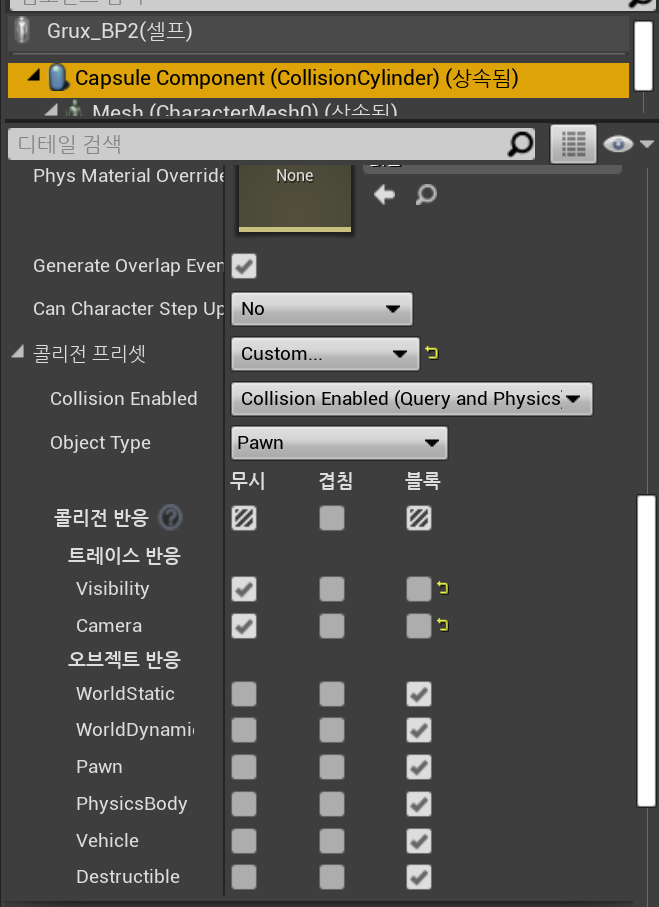 Grux_BP2(셀프)
Capsule Component (CollisionCylinder) (상속됨)
Mesh (CharacterMesh0) (상속된)
디테일 검색
Phys Material Override
None
Generate Overlap Even
Can Character Step Up
No
콜리전 프리셋
Custom...
Collision Enabled
Collision Enabled (Query and Physics)
Object Type
Pawn
무시 겹침 블록
콜리전 반응
트레이스 반응
Visibility
Camera
오브젝트 반응
WorldStatic
WorldDynami
Pawn
PhysicsBody
Vehicle
Destructible